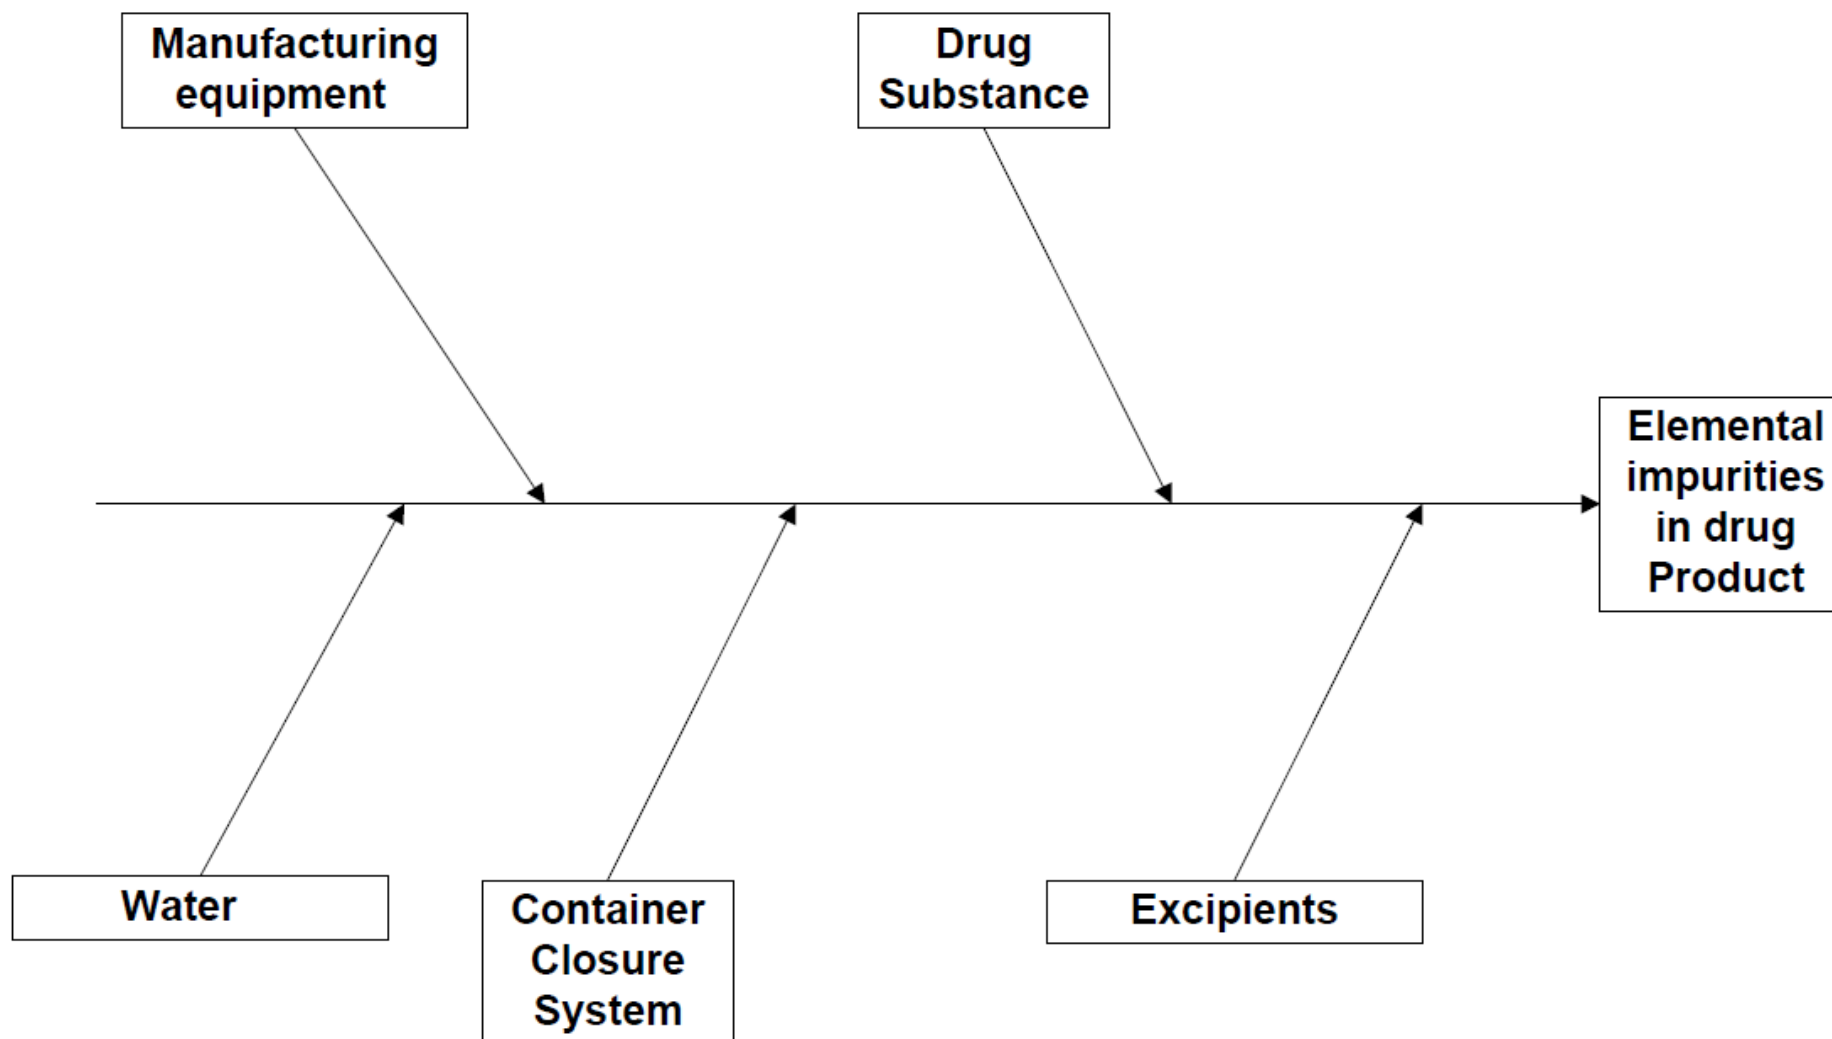 Manufacturing
equipment
Drug
Substance
Elemental
impurities
in drug
Product
Water
Container
Closure
System
Excipients